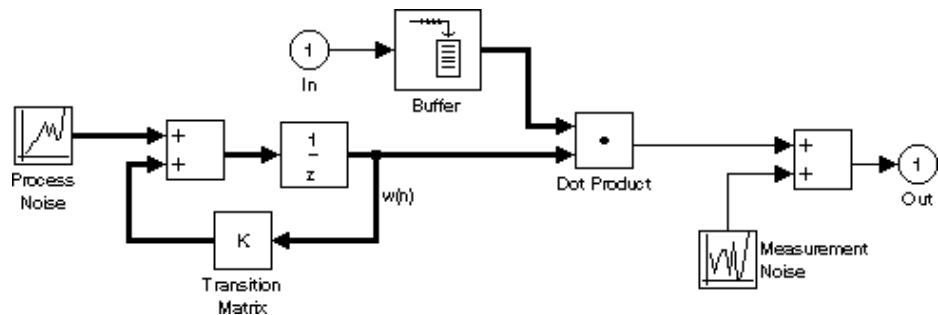 1
In
Buffer
Process
Noise
+
+
1
z
w(n)
K
Transition
Matrix
Dot Product
+
+
1
Out
Measurement
Noise